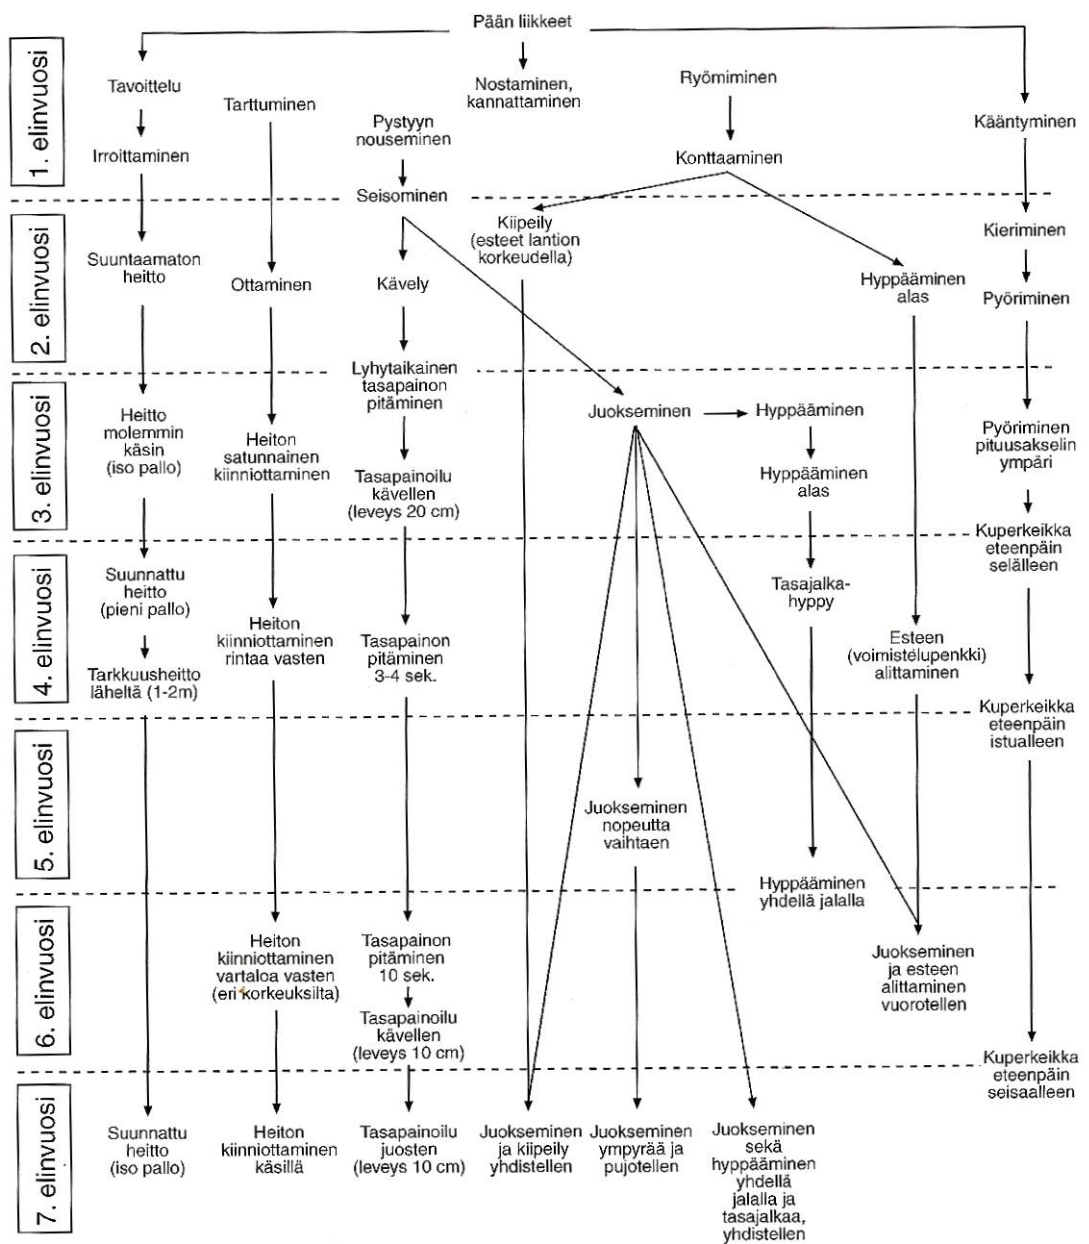 Pään liikkeet
1. elinvuosi
Tavoittelu
Tarttuminen
Nostaminen,
kannattaminen
Ryömiminen
Kääntyminen
Irroittaminen
Pystyyn
nouseminen
Konttaaminen
Seisominen
2. elinvuosi
Suuntaamaton
heitto
Ottaminen
Kävely
Kiipeily
(esteet lantion
korkeudella)
Hyppääminen
alas
Kieriminen
Pyöriminen
Lyhytaikainen
tasapainon
pitäminen
3. elinvuosi
Heitto
molemmin
käsin
(iso pallo)
Heiton
satunnainen
kiinniottaminen
Tasapainoilu
kävellen
(leveys 20 cm)
Juokseminen
Hyppääminen
Hyppääminen
alas
Pyöriminen
pituusakselin
ympäri
Kuperkeikka
eteenpäin
selälleen
4. elinvuosi
Suunnattu
heitto
(pieni pallo)
Tarkkuusheitto
läheltä (1-2m)
Heiton
kiinniottaminen
rintaa vasten
Tasapainon
pitäminen
3-4 sek.
Tasajalka-
hyppy
Esteen
(voimistelupenkki)
alittaminen
Kuperkeikka
eteenpäin
istualleen
5. elinvuosi
Juokseminen
nopeutta
vaihtaen
Hyppääminen
yhdellä jalalla
6. elinvuosi
Heiton
kiinniottaminen
vartaloa vasten
(eri korkeuksilta)
Tasapainon
pitäminen
10 sek.
Tasapainoilu
kävellen
(leveys 10 cm)
Juokseminen
ja esteen
alittaminen
vuorotellen
Kuperkeikka
eteenpäin
seisaalleen
7. elinvuosi
Suunnattu
heitto
(iso pallo)
Heiton
kiinniottaminen
käsillä
Tasapainoilu
juosten
(leveys 10 cm)
Juokseminen
ja kiipeily
yhdistellen
Juokseminen
ympyrää ja
pujotellen
Juokseminen
sekä
hyppääminen
yhdellä
jalalla ja
tasajalkaa,
yhdistellen